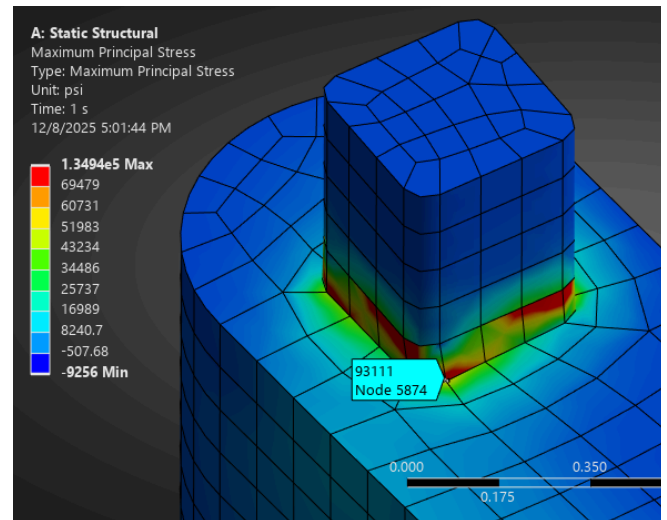 A: Static Structural
Maximum Principal Stress
Type: Maximum Principal Stress
Unit: psi
Time: 1 s
12/8/2025 5:01:44 PM
1.3494e5 Max
69479
60731
51983
43234
34486
25737
16989
8240.7
-507.68
-9256 Min
93111
Node 5874
0.000
0.350
0.175